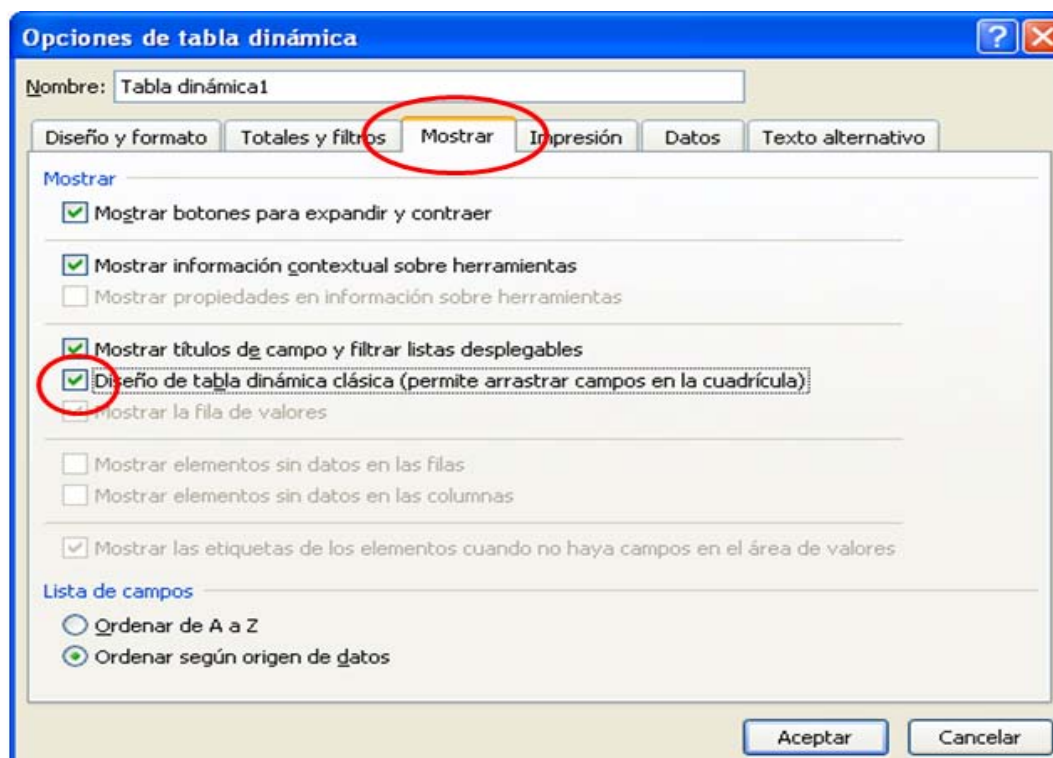 Opciones de tabla dinámica
Nombre: Tabla dinámica1
Diseño y formato Totales y filtros Mostrar Impresión Datos Texto alternativo
Mostrar
Mostrar botones para expandir y contraer
Mostrar información contextual sobre herramientas
Mostrar propiedades en información sobre herramientas
Mostrar títulos de campo y filtrar listas desplegables
Diseño de tabla dinámica clásica (permite arrastrar campos en la cuadrícula)
Mostrar la fila de valores
Mostrar elementos sin datos en las filas
Mostrar elementos sin datos en las columnas
Mostrar las etiquetas de los elementos cuando no haya campos en el área de valores
Lista de campos
Ordenar de A a Z
Ordenar según origen de datos
Aceptar Cancelar